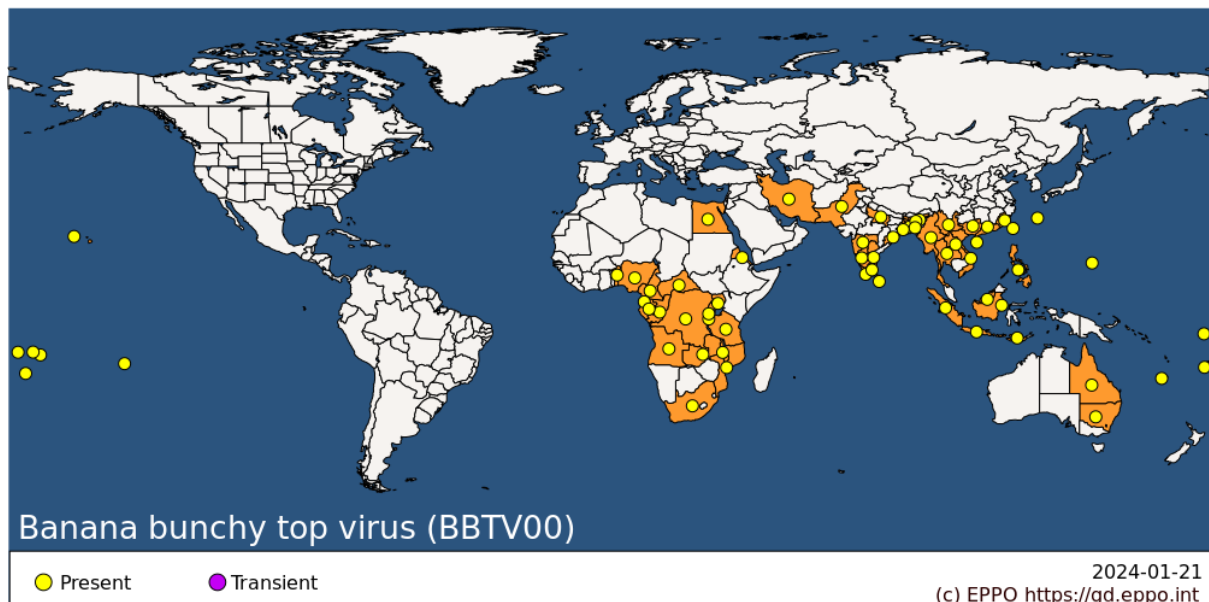 Banana bunchy top virus (BBTV00)
Present
Transient
2024-01-21
(c) EPPO https://gd.eppo.int